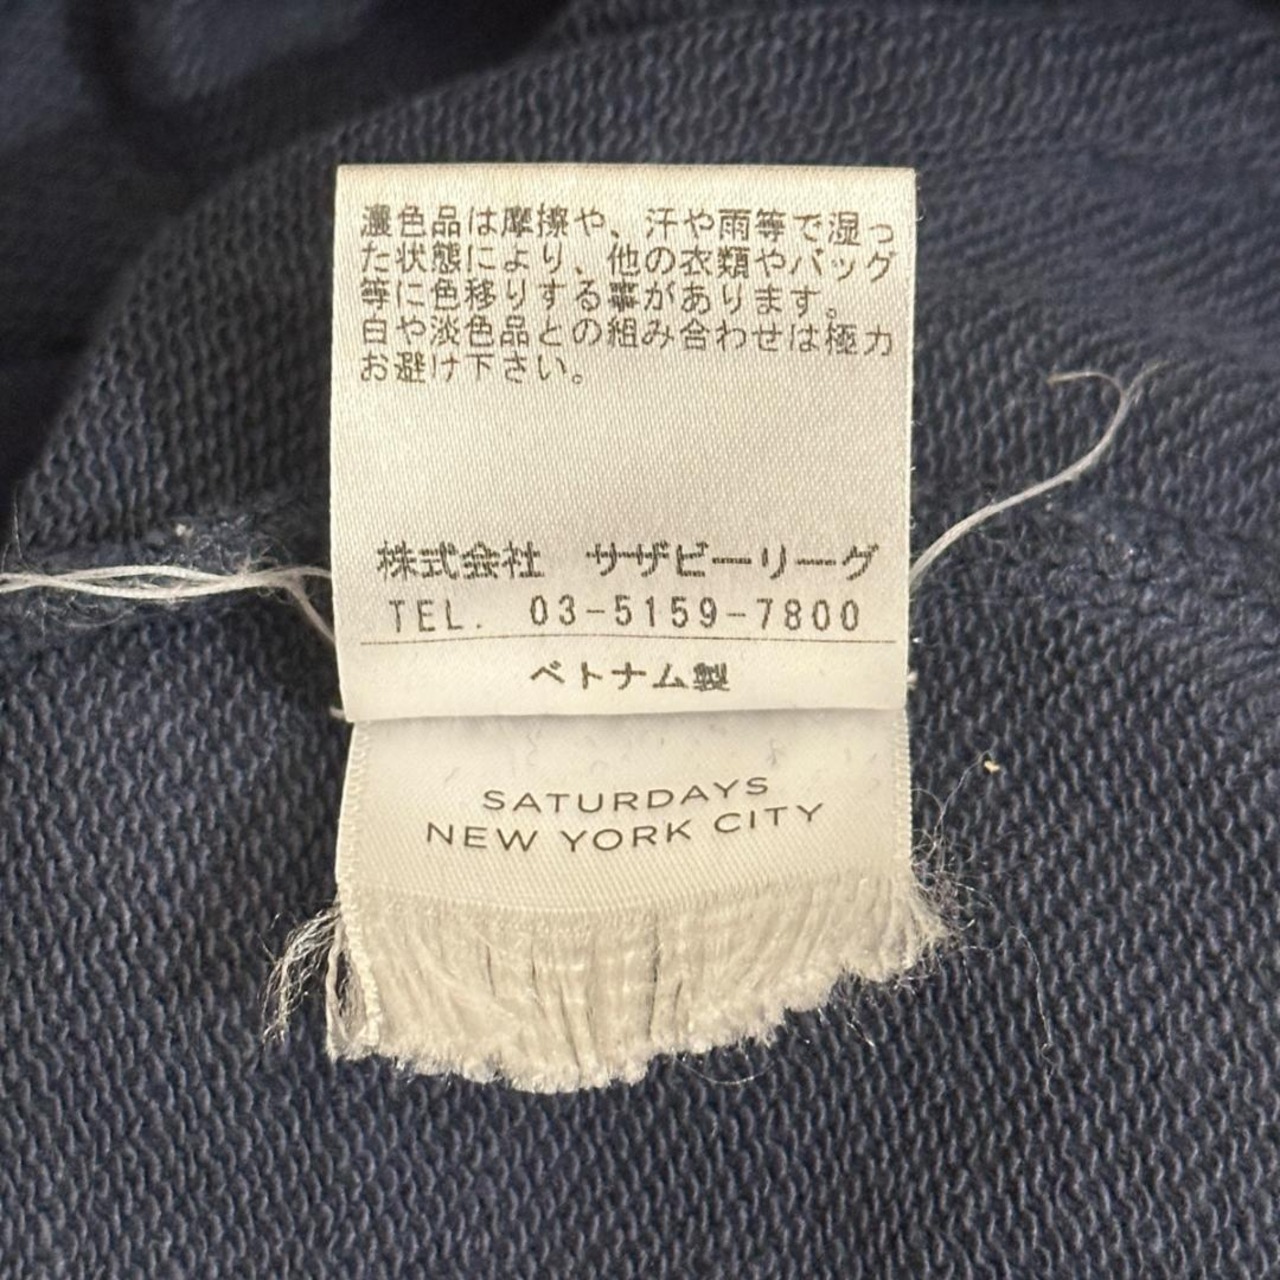 濃色品は摩擦や、汗や雨等で湿っ
た状態により、他の衣類やバッグ
等に色移りする事があります。
白や淡色品との組み合わせは極力
お避け下さい。
株式会社　サザビーリーグ
TEL. 03-5159-7800
ベトナム製
SATURDAYS
NEW YORK CITY